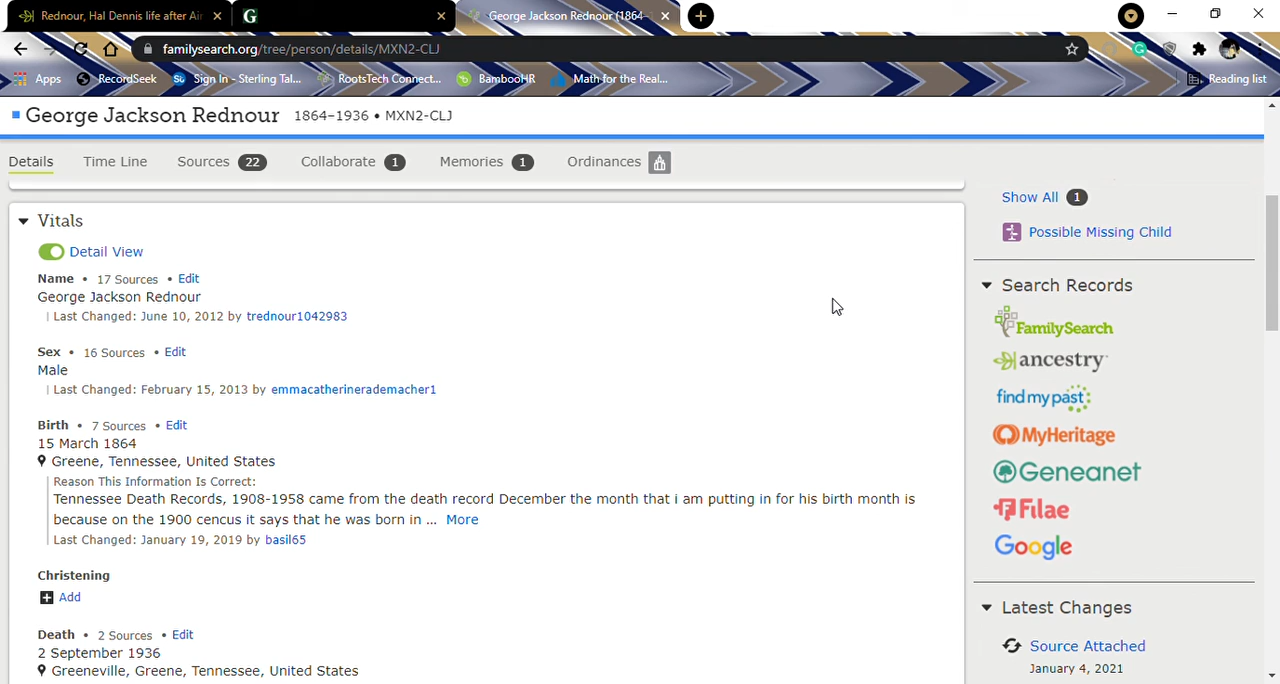 Rednour, Hal Dennis life after Air
George Jackson Rednour (1864-
familysearch.org/tree/person/details/MXN2-CLJ
Apps RecordSeek Sign In - Sterling Tal... RootsTech Connect... BambooHR Math for the Real... Reading list
George Jackson Rednour 1864–1936 • MXN2-CLJ
Details Time Line Sources 22 Collaborate 1 Memories 1 Ordinances
Show All 1
Vitals
Possible Missing Child
Detail View
Name • 17 Sources • Edit
George Jackson Rednour
Last Changed: June 10, 2012 by trednour1042983
Search Records
FamilySearch
Sex • 16 Sources • Edit
Male
Last Changed: February 15, 2013 by emmacatherinerademacher1
ancestry
findmypast
Birth • 7 Sources • Edit
15 March 1864
Greene, Tennessee, United States
MyHeritage
Geneanet
Reason This Information Is Correct:
Tennessee Death Records, 1908-1958 came from the death record December the month that i am putting in for his birth month is
because on the 1900 cencus it says that he was born in ... More
Last Changed: January 19, 2019 by basil65
Filae
Google
Christening
Add
Latest Changes
Death • 2 Sources • Edit
2 September 1936
Greeneville, Greene, Tennessee, United States
Source Attached
January 4, 2021